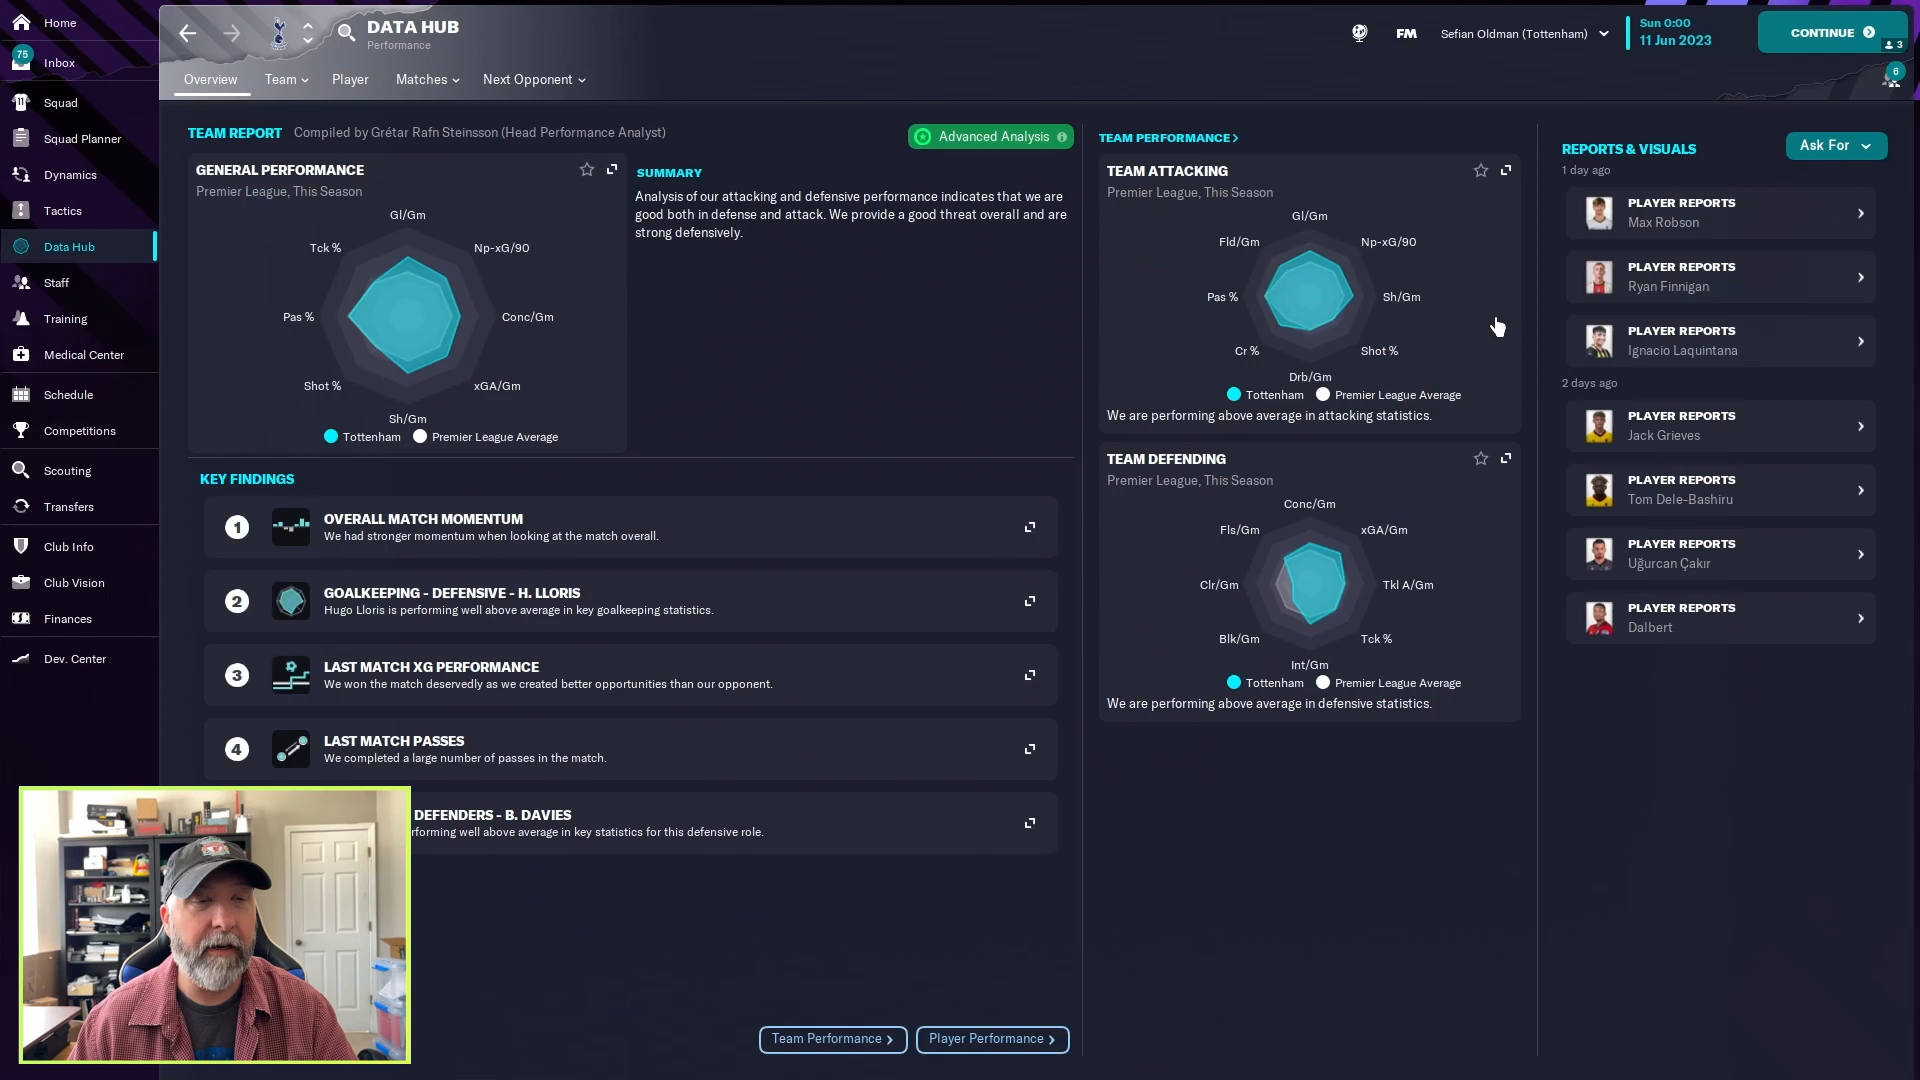 Home
75
Inbox
Squad
Squad Planner
Dynamics
Tactics
Data Hub
Staff
Training
Medical Center
Schedule
Competitions
Scouting
Transfers
Club Info
Club Vision
Finances
Dev. Center
DATA HUB
Performance
FM
Sefian Oldman (Tottenham)
Sun 0:00
11 Jun 2023
CONTINUE
3
6
Overview
Team
Player
Matches
Next Opponent
TEAM REPORT Compiled by Grétar Rafn Steinsson (Head Performance Analyst)
Advanced Analysis
GENERAL PERFORMANCE
Premier League, This Season
Gl/Gm
Tck %
Np-xG/90
Pas %
Conc/Gm
Shot %
xGA/Gm
Sh/Gm
Tottenham
Premier League Average
SUMMARY
Analysis of our attacking and defensive performance indicates that we are
good both in defense and attack. We provide a good threat overall and are
strong defensively.
KEY FINDINGS
1
OVERALL MATCH MOMENTUM
We had stronger momentum when looking at the match overall.
2
GOALKEEPING - DEFENSIVE - H. LLORIS
Hugo Lloris is performing well above average in key goalkeeping statistics.
3
LAST MATCH XG PERFORMANCE
We won the match deservedly as we created better opportunities than our opponent.
4
LAST MATCH PASSES
We completed a large number of passes in the match.
DEFENDERS - B. DAVIES
rforming well above average in key statistics for this defensive role.
Team Performance
Player Performance
TEAM PERFORMANCE
TEAM ATTACKING
Premier League, This Season
Gl/Gm
Fld/Gm
Np-xG/90
Pas %
Sh/Gm
Cr %
Shot %
Drb/Gm
Tottenham
Premier League Average
We are performing above average in attacking statistics.
TEAM DEFENDING
Premier League, This Season
Conc/Gm
Fls/Gm
xGA/Gm
Clr/Gm
Tkl A/Gm
Blk/Gm
Tck %
Int/Gm
Tottenham
Premier League Average
We are performing above average in defensive statistics.
REPORTS & VISUALS
Ask For
1 day ago
PLAYER REPORTS
Max Robson
PLAYER REPORTS
Ryan Finnigan
PLAYER REPORTS
Ignacio Laquintana
2 days ago
PLAYER REPORTS
Jack Grieves
PLAYER REPORTS
Tom Dele-Bashiru
PLAYER REPORTS
Uğurcan Çakır
PLAYER REPORTS
Dalbert